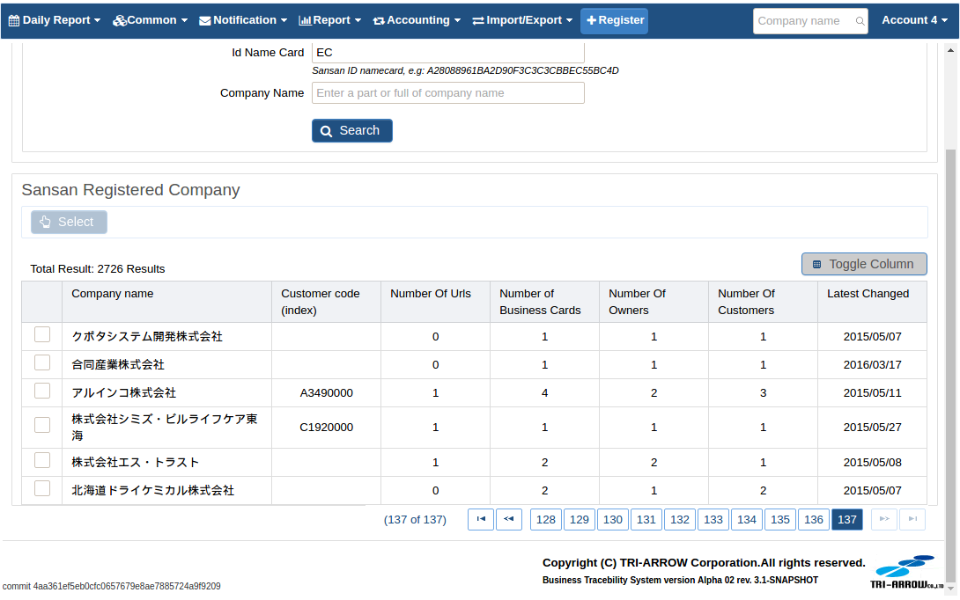 Daily Report Common Notification Report Accounting Import/Export Register Company name Account 4
Id Name Card EC
Sansan ID namecard, e.g: A28088961BA2D90F3C3C3CBBEC55BC4D
Company Name Enter a part or full of company name
Search
Sansan Registered Company
Select
Total Result: 2726 Results
Toggle Column
Company name Customer code (index) Number Of Urls Number of Business Cards Number Of Owners Number Of Customers Latest Changed
クボタシステム開発株式会社 0 1 1 1 2015/05/07
合同産業株式会社 0 1 1 1 2016/03/17
アルインコ株式会社 A3490000 1 4 2 3 2015/05/11
株式会社シミズ・ビルライフケア東海 C1920000 1 1 1 1 2015/05/27
株式会社エス・トラスト 1 2 2 1 2015/05/08
北海道ドライケミカル株式会社 0 2 1 2 2015/05/07
(137 of 137) 128 129 130 131 132 133 134 135 136 137
Copyright (C) TRI-ARROW Corporation.All rights reserved.
Business Tracebility System version Alpha 02 rev. 3.1-SNAPSHOT
TRI-ARROW CO.,LTD
commit 4aa361ef5eb0cfc0657679e8ae7885724a9f9209